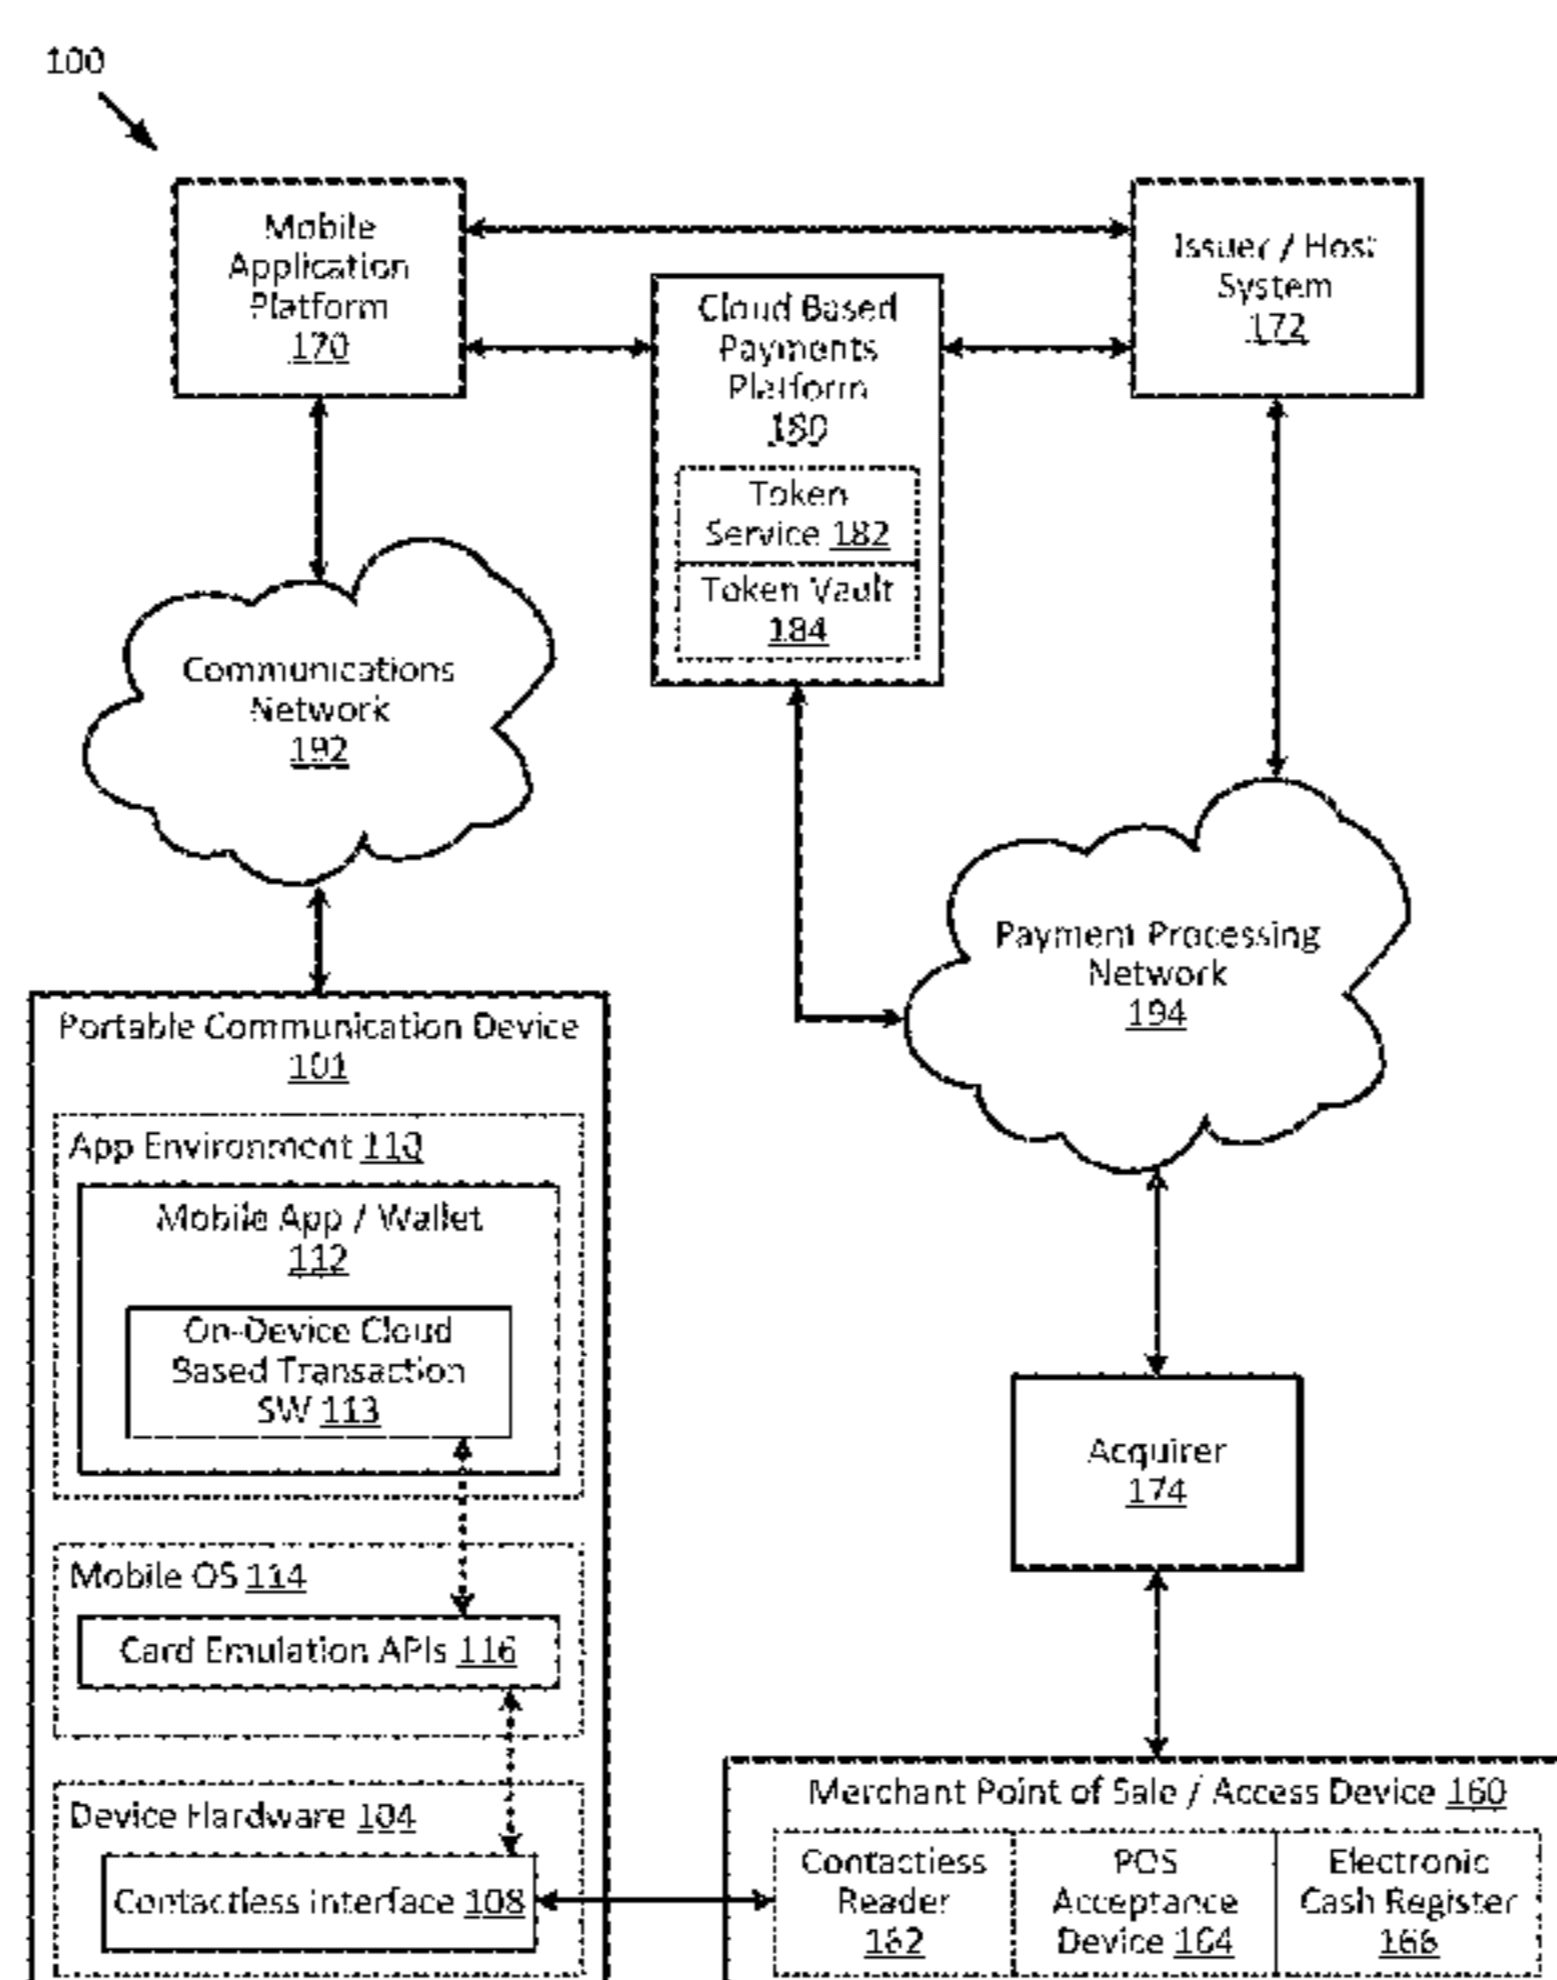 100
Mobile
Application
Platform
170
Issuer / Host
System
172
Cloud Based
Payments
Platform
180
Token
Service 182
Token Vault
184
Communications
Network
192
Payment Processing
Network
194
Portable Communication Device
101
App Environment 110
Mobile App / Wallet
112
On-Device Cloud
Based Transaction
SW 113
Acquirer
174
Mobile OS 114
Card Emulation APIs 116
Device Hardware 104
Contactless interface 108
Merchant Point of Sale / Access Device 160
Contactless
Reader
162
POS
Acceptance
Device 164
Electronic
Cash Register
166